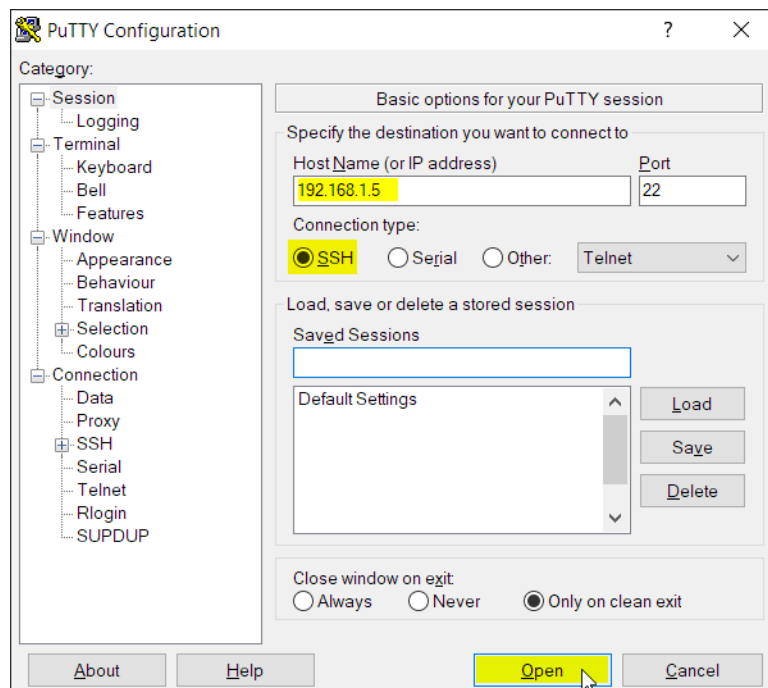 PuTTY Configuration
?
Category:
Session
Logging
Terminal
Keyboard
Bell
Features
Window
Appearance
Behaviour
Translation
Selection
Colours
Connection
Data
Proxy
SSH
Serial
Telnet
Rlogin
SUPDUP
Basic options for your PuTTY session
Specify the destination you want to connect to
Host Name (or IP address) Port
192.168.1.5 22
Connection type:
SSH Serial Other: Telnet
Load, save or delete a stored session
Saved Sessions
Default Settings
Load
Save
Delete
Close window on exit:
Always Never Only on clean exit
About Help Open Cancel